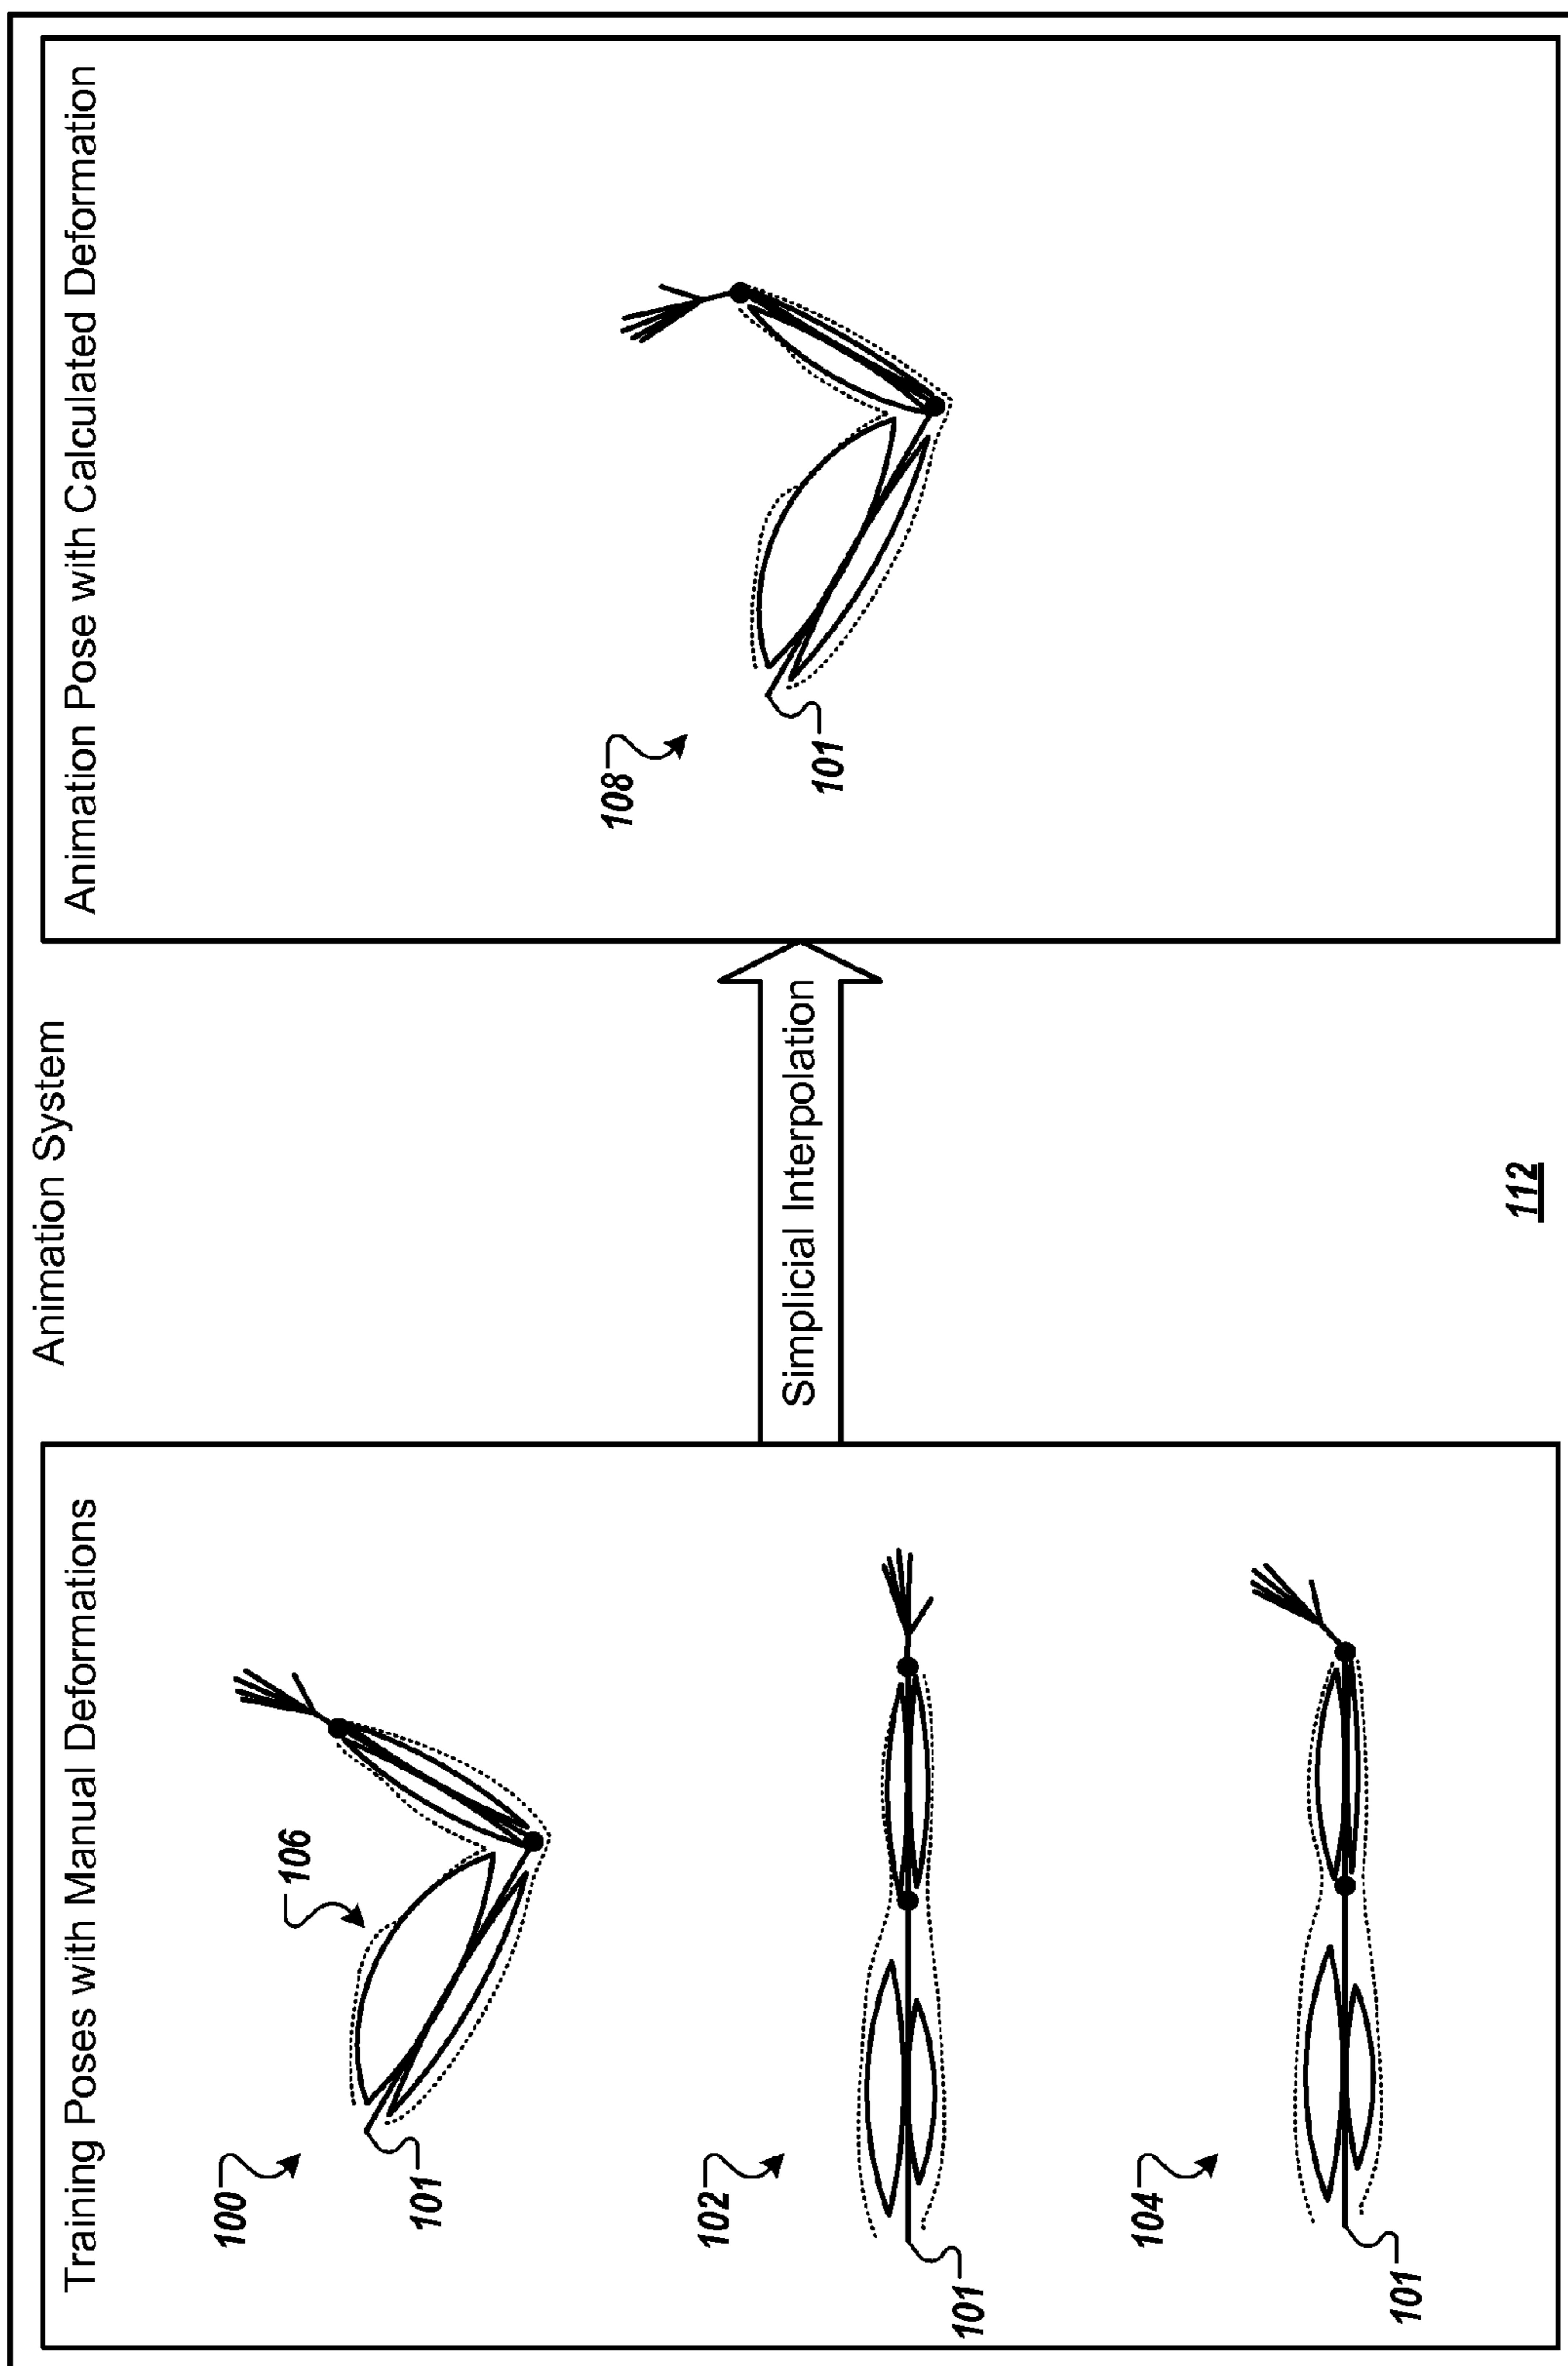 Animation System
Training Poses with Manual Deformations
100
101
106
102
101
104
101
Simplicial Interpolation
Animation Pose with Calculated Deformation
108
101
112